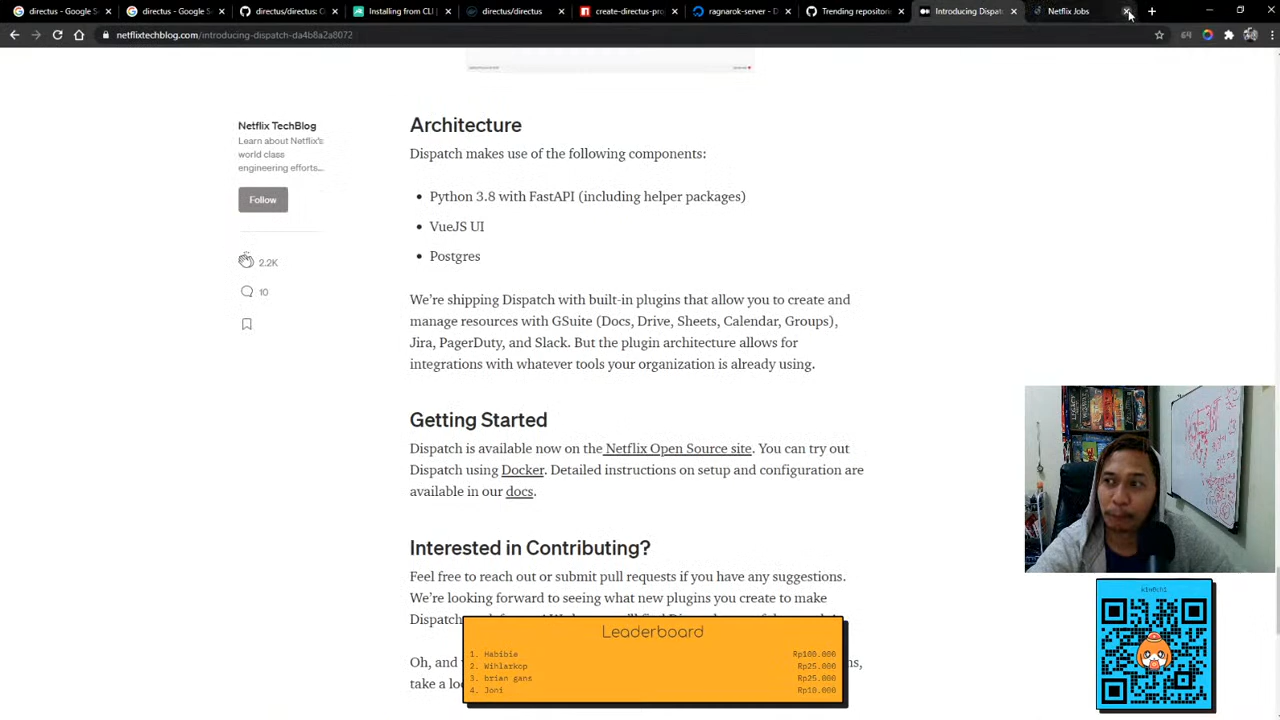 directus - Google S
directus - Google S
directus/directus: O
Installing from CLI
directus/directus
create-directus-pro
ragnarok-server - D
Trending repositorie
Introducing Dispatc
Netflix Jobs
netflixtechblog.com/introducing-dispatch-da4b8a2a8072
Netflix TechBlog
Learn about Netflix's
world class
engineering efforts...
Follow
2.2K
10
Architecture
Dispatch makes use of the following components:
• Python 3.8 with FastAPI (including helper packages)
• VueJS UI
• Postgres
We're shipping Dispatch with built-in plugins that allow you to create and
manage resources with GSuite (Docs, Drive, Sheets, Calendar, Groups),
Jira, PagerDuty, and Slack. But the plugin architecture allows for
integrations with whatever tools your organization is already using.
Getting Started
Dispatch is available now on the Netflix Open Source site. You can try out
Dispatch using Docker. Detailed instructions on setup and configuration are
available in our docs.
Interested in Contributing?
Feel free to reach out or submit pull requests if you have any suggestions.
We're looking forward to seeing what new plugins you create to make
Oh, and
take a lo
Leaderboard
1. Habibie Rp100.000
2. Wihlarkop Rp25.000
3. brian gans Rp25.000
4. Joni Rp10.000